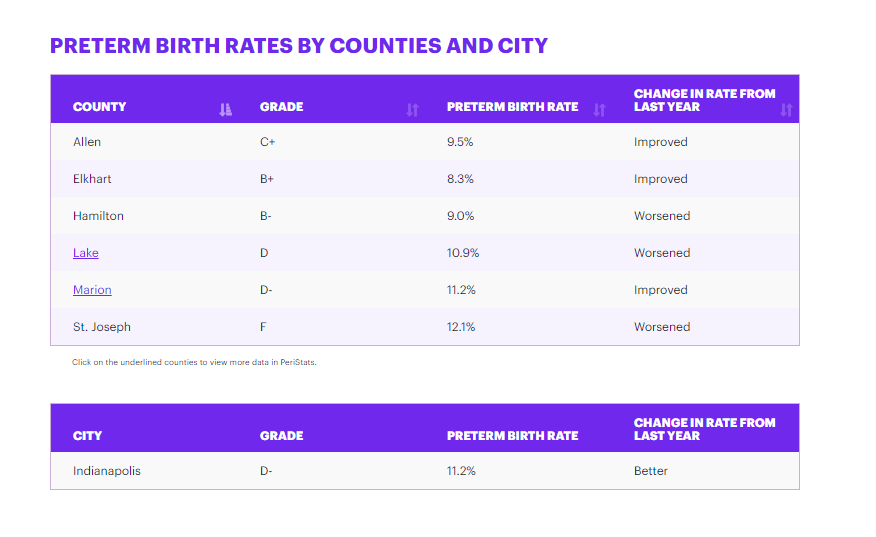 PRETERM BIRTH RATES BY COUNTIES AND CITY
COUNTY GRADE PRETERM BIRTH RATE CHANGE IN RATE FROM
LAST YEAR
Allen C+ 9.5% Improved
Elkhart B+ 8.3% Improved
Hamilton B- 9.0% Worsened
Lake D 10.9% Worsened
Marion D- 11.2% Improved
St. Joseph F 12.1% Worsened
Click on the underlined counties to view more data in PeriStats.
CITY GRADE PRETERM BIRTH RATE CHANGE IN RATE FROM
LAST YEAR
Indianapolis D- 11.2% Better